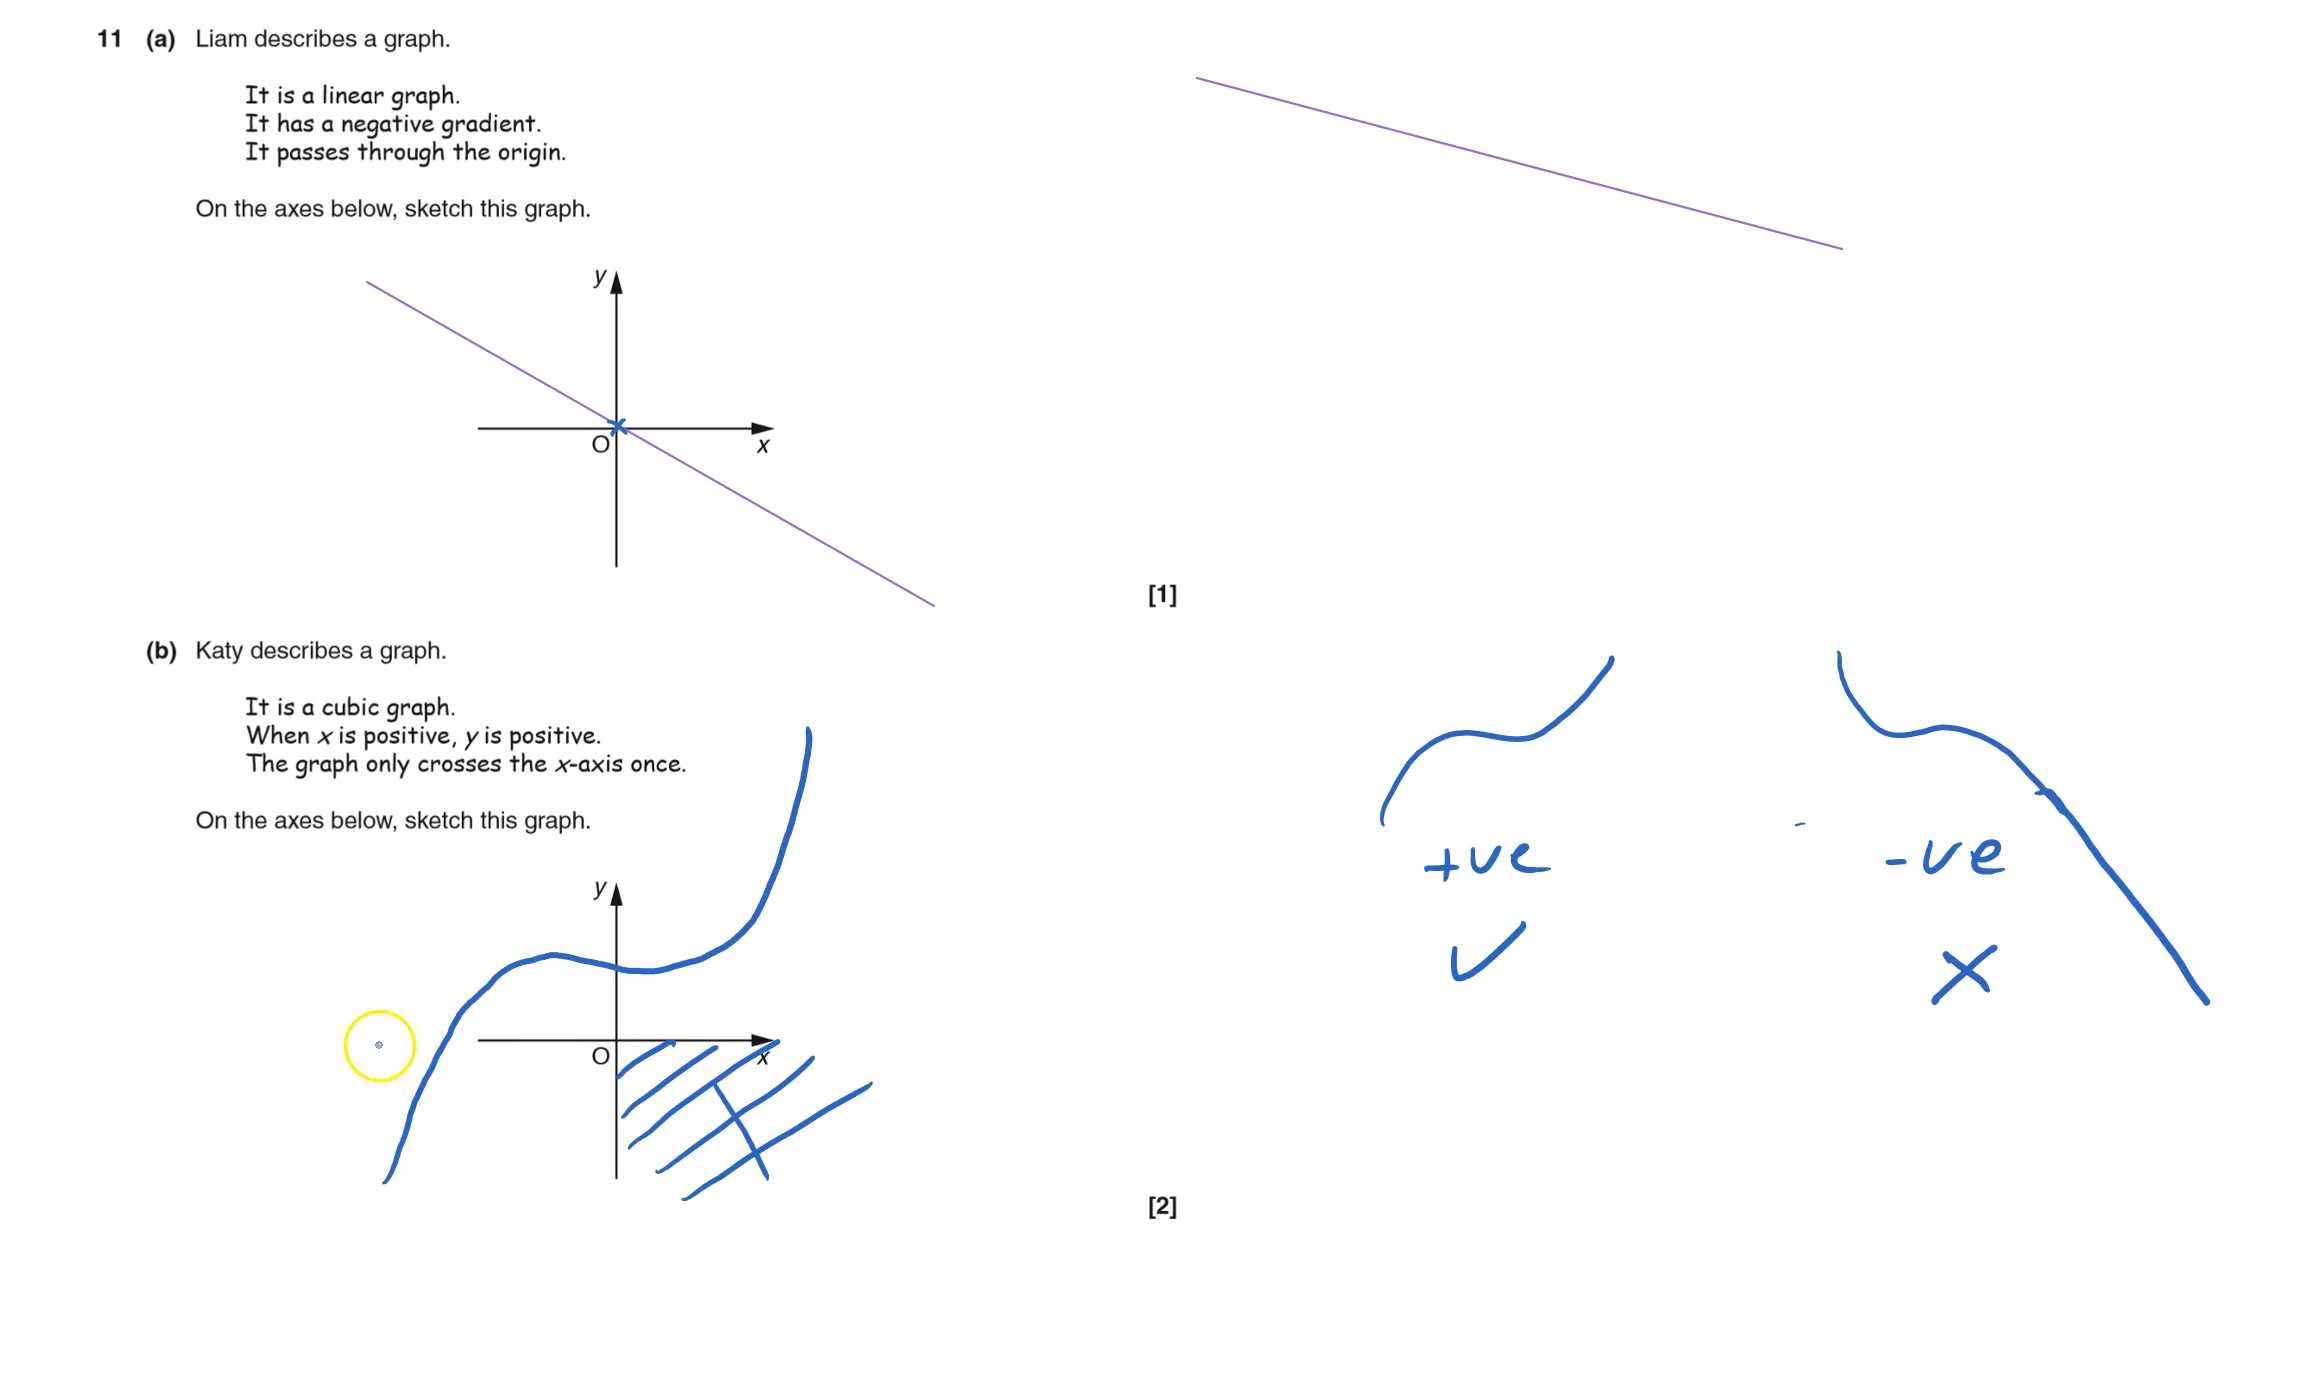 11 (a) Liam describes a graph.
It is a linear graph.
It has a negative gradient.
It passes through the origin.
On the axes below, sketch this graph.
y
O
x
[1]
(b) Katy describes a graph.
It is a cubic graph.
When x is positive, y is positive.
The graph only crosses the x-axis once.
On the axes below, sketch this graph.
+ve -ve
y
O
x
[2]